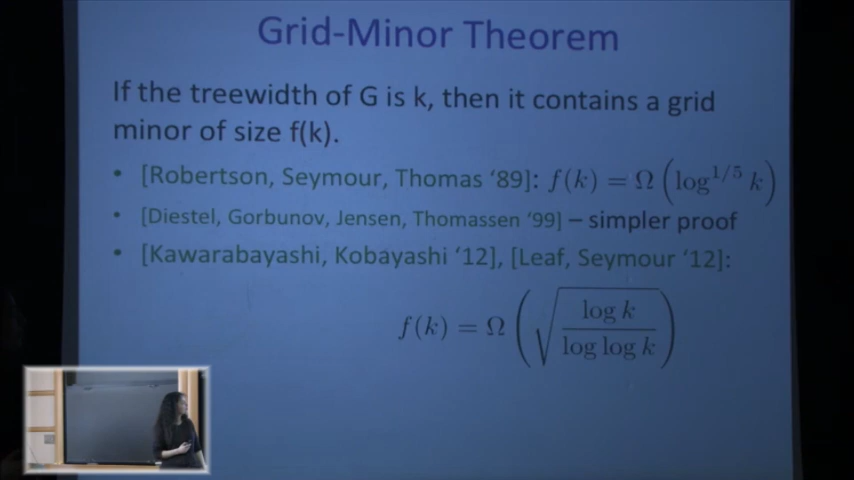 Grid-Minor Theorem
If the treewidth of G is k, then it contains a grid
minor of size f(k).
• [Robertson, Seymour, Thomas ‘89]: f(k) = Ω(log^{1/5} k)
• [Diestel, Gorbunov, Jensen, Thomassen ‘99] – simpler proof
• [Kawarabayashi, Kobayashi ‘12], [Leaf, Seymour ‘12]:
f(k) = Ω(√(log k / log log k))